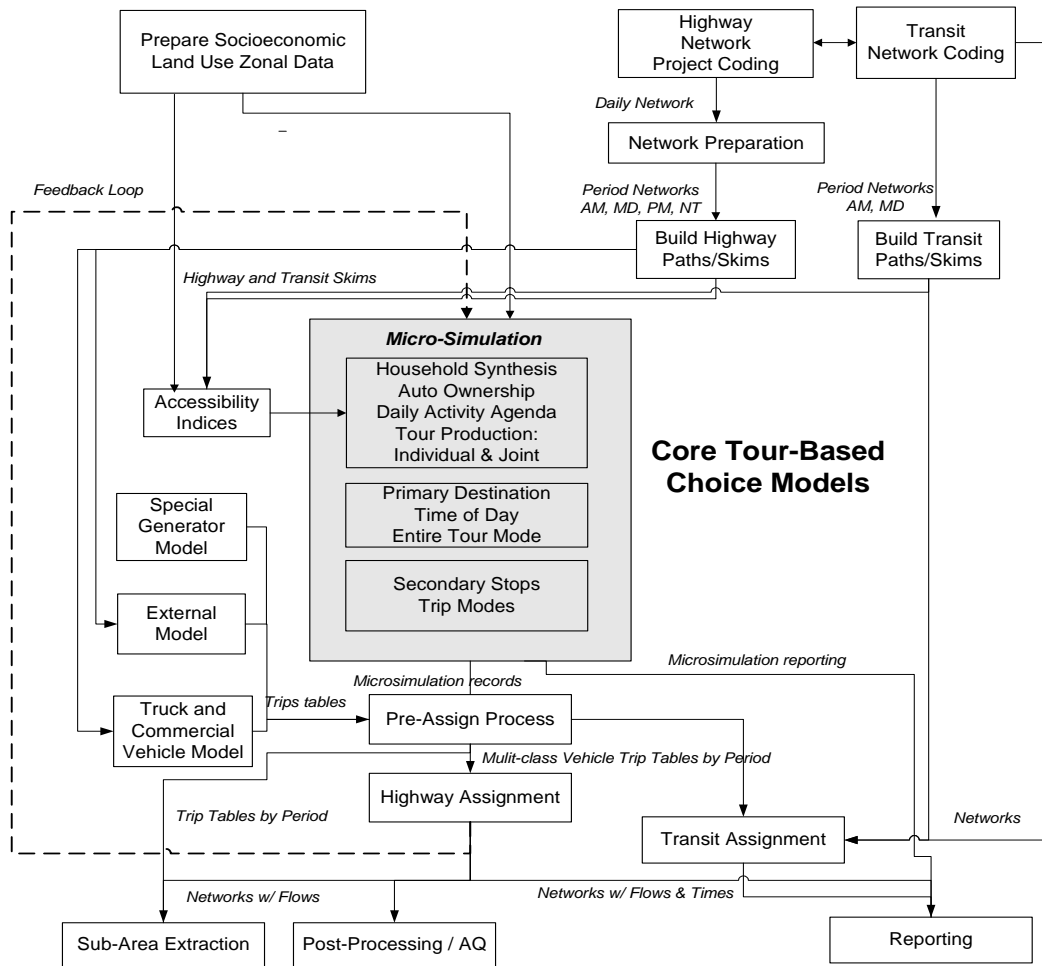 Prepare Socioeconomic
Land Use Zonal Data
Highway
Network
Project Coding
Transit
Network Coding
Daily Network
Network Preparation
Feedback Loop
Period Networks
AM, MD, PM, NT
Period Networks
AM, MD
Build Highway
Paths/Skims
Build Transit
Paths/Skims
Highway and Transit Skims
Micro-Simulation
Household Synthesis
Auto Ownership
Daily Activity Agenda
Tour Production:
Individual & Joint
Accessibility
Indices
Core Tour-Based
Choice Models
Primary Destination
Time of Day
Entire Tour Mode
Special
Generator
Model
Secondary Stops
Trip Modes
External
Model
Microsimulation reporting
Microsimulation records
Truck and
Commercial
Vehicle Model
Trips tables
Pre-Assign Process
Mulit-class Vehicle Trip Tables by Period
Highway Assignment
Trip Tables by Period
Transit Assignment
Networks
Networks w/ Flows
Networks w/ Flows & Times
Sub-Area Extraction
Post-Processing / AQ
Reporting